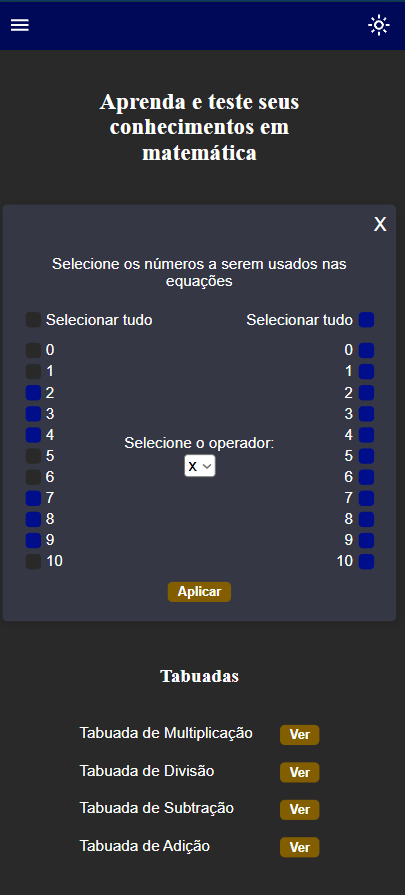 Aprenda e teste seus
conhecimentos em
matemática
X
Selecione os números a serem usados nas
equações
Selecionar tudo Selecionar tudo
0 0
1 1
2 2
3 3
4 4
5 5
6 6
7 7
8 8
9 9
10 10
Selecione o operador:
X
Aplicar
Tabuadas
Tabuada de Multiplicação Ver
Tabuada de Divisão Ver
Tabuada de Subtração Ver
Tabuada de Adição Ver